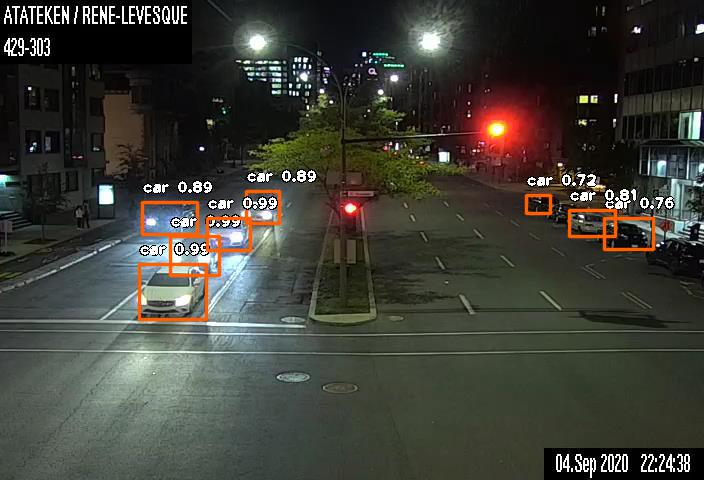 ATATEKEN / RENE-LEVESQUE
429-303
car 0.89
car 0.89
car 0.99
car 0.99
car 0.99
car 0.72
car 0.81
car 0.76
04.Sep 2020 22:24:38